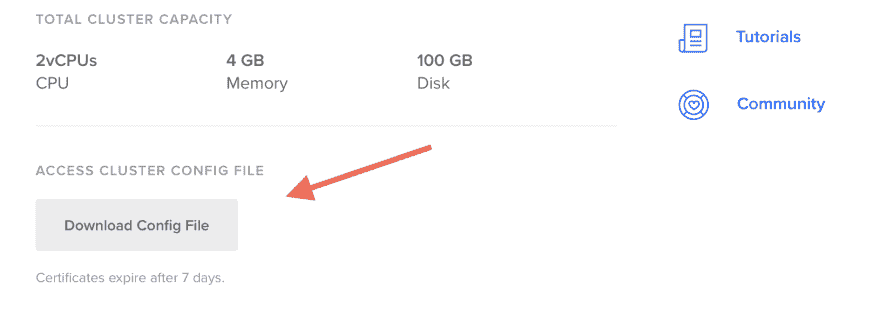 TOTAL CLUSTER CAPACITY
2vCPUs 4 GB 100 GB
CPU Memory Disk
ACCESS CLUSTER CONFIG FILE
Download Config File
Certificates expire after 7 days.
Tutorials
Community